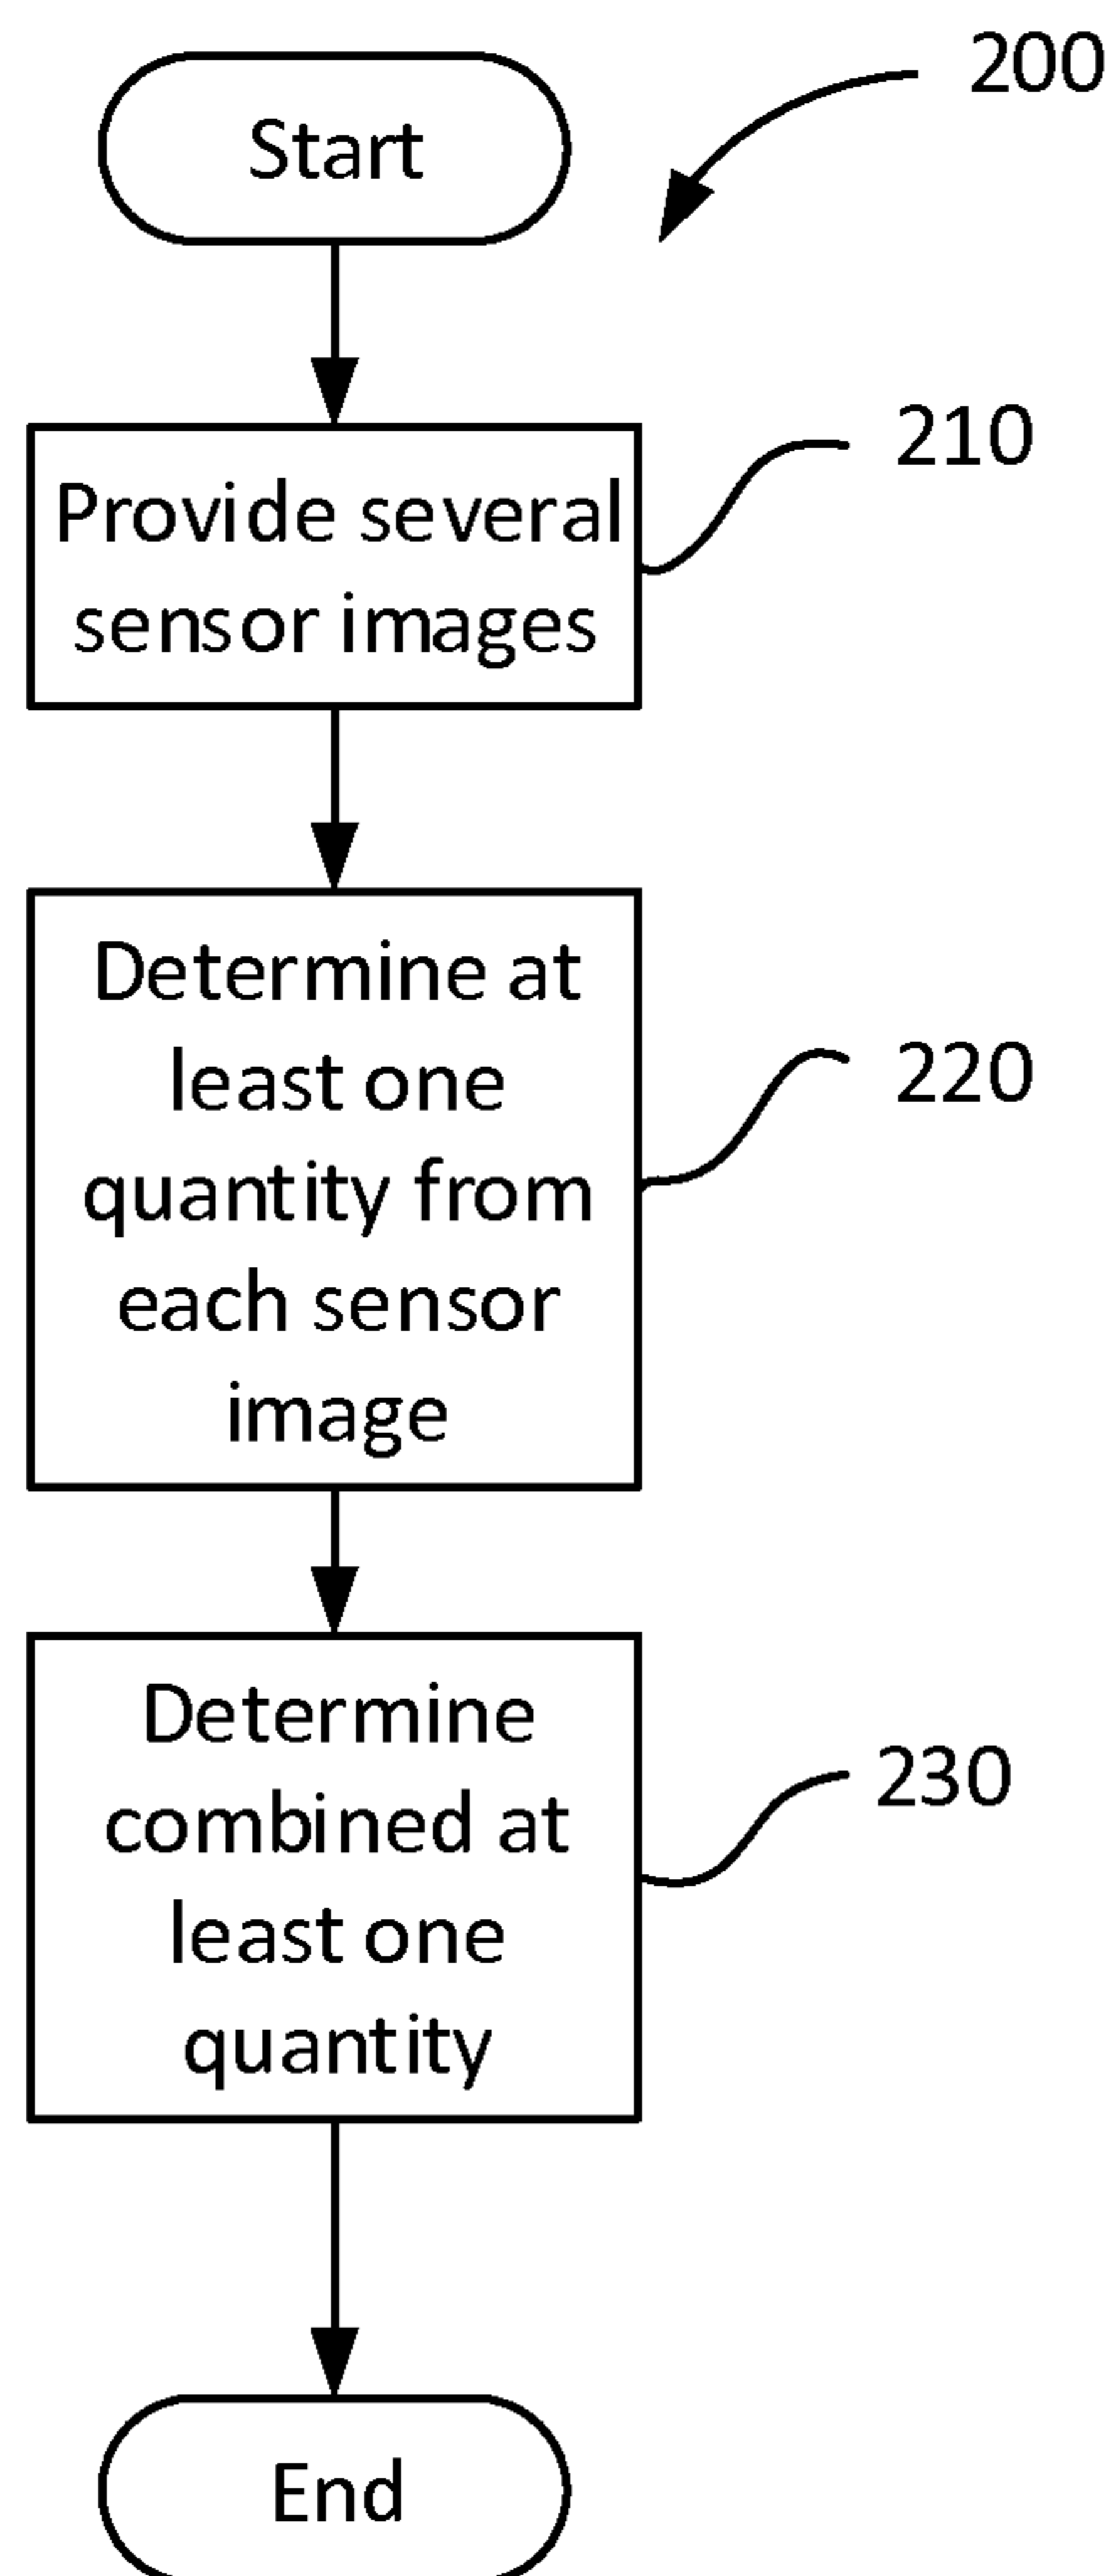 Start
200
Provide several
sensor images
210
Determine at
least one
quantity from
each sensor
image
220
Determine
combined at
least one
quantity
230
End